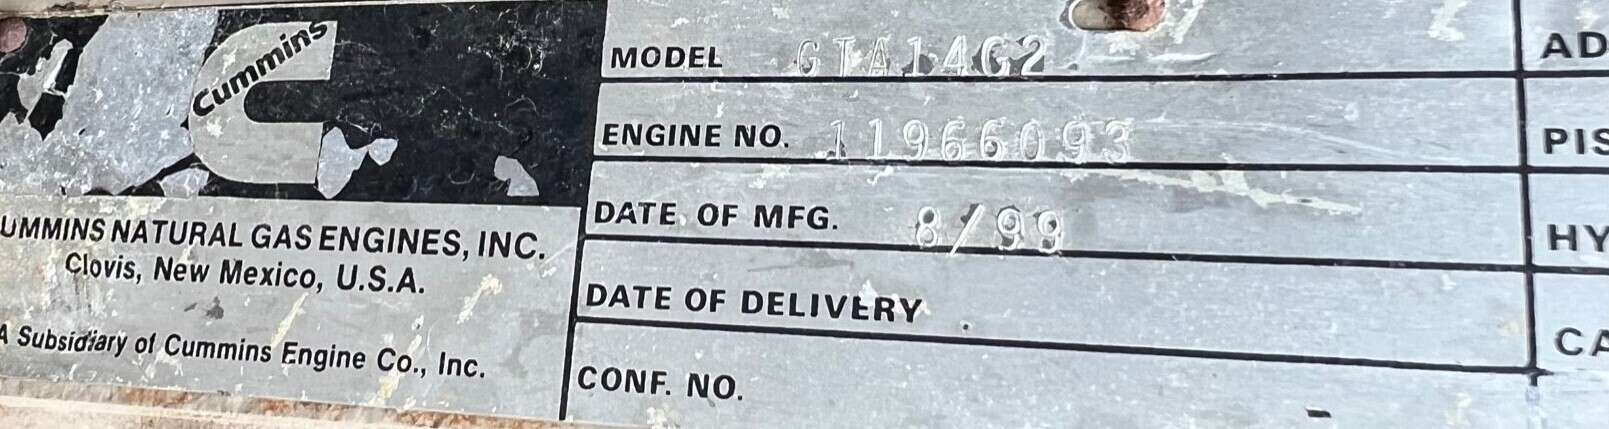 Cummins
UMMINS NATURAL GAS ENGINES, INC.
Clovis, New Mexico, U.S.A.
A Subsidiary of Cummins Engine Co., Inc.
MODEL GTA14G2
ENGINE NO. 11966093
DATE OF MFG. 8/99
DATE OF DELIVERY
CONF. NO.
AD
PIS
HY
CA